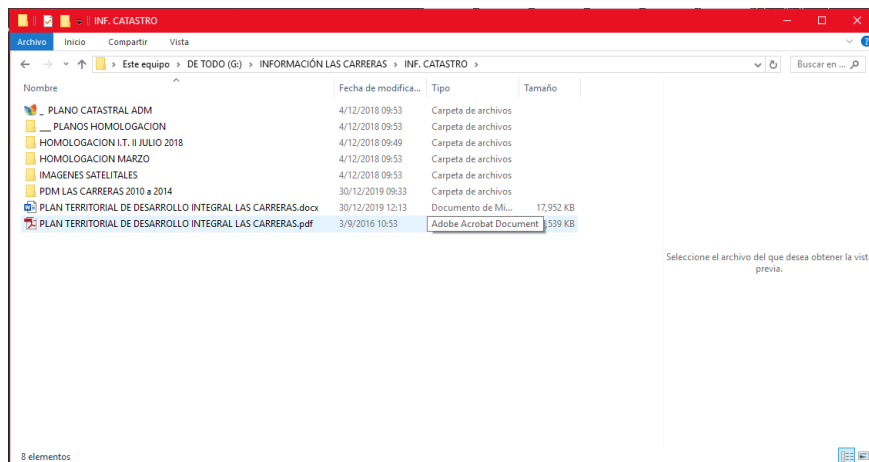 INF. CATASTRO
Archivo Inicio Compartir Vista
Este equipo > DE TODO (G:) > INFORMACIÓN LAS CARRERAS > INF. CATASTRO >
Buscar en ...
Nombre Fecha de modifica... Tipo Tamaño
_ PLANO CATASTRAL ADM 4/12/2018 09:53 Carpeta de archivos
___ PLANOS HOMOLOGACION 4/12/2018 09:53 Carpeta de archivos
HOMOLOGACION I.T. II JULIO 2018 4/12/2018 09:49 Carpeta de archivos
HOMOLOGACION MARZO 4/12/2018 09:53 Carpeta de archivos
IMAGENES SATELITALES 4/12/2018 09:53 Carpeta de archivos
PDM LAS CARRERAS 2010 a 2014 30/12/2019 09:33 Carpeta de archivos
PLAN TERRITORIAL DE DESARROLLO INTEGRAL LAS CARRERAS.docx 30/12/2019 12:13 Documento de Mi... 17,952 KB
PLAN TERRITORIAL DE DESARROLLO INTEGRAL LAS CARRERAS.pdf 3/9/2016 10:53 Adobe Acrobat Document ,539 KB
Seleccione el archivo del que desea obtener la vist
previa.
8 elementos